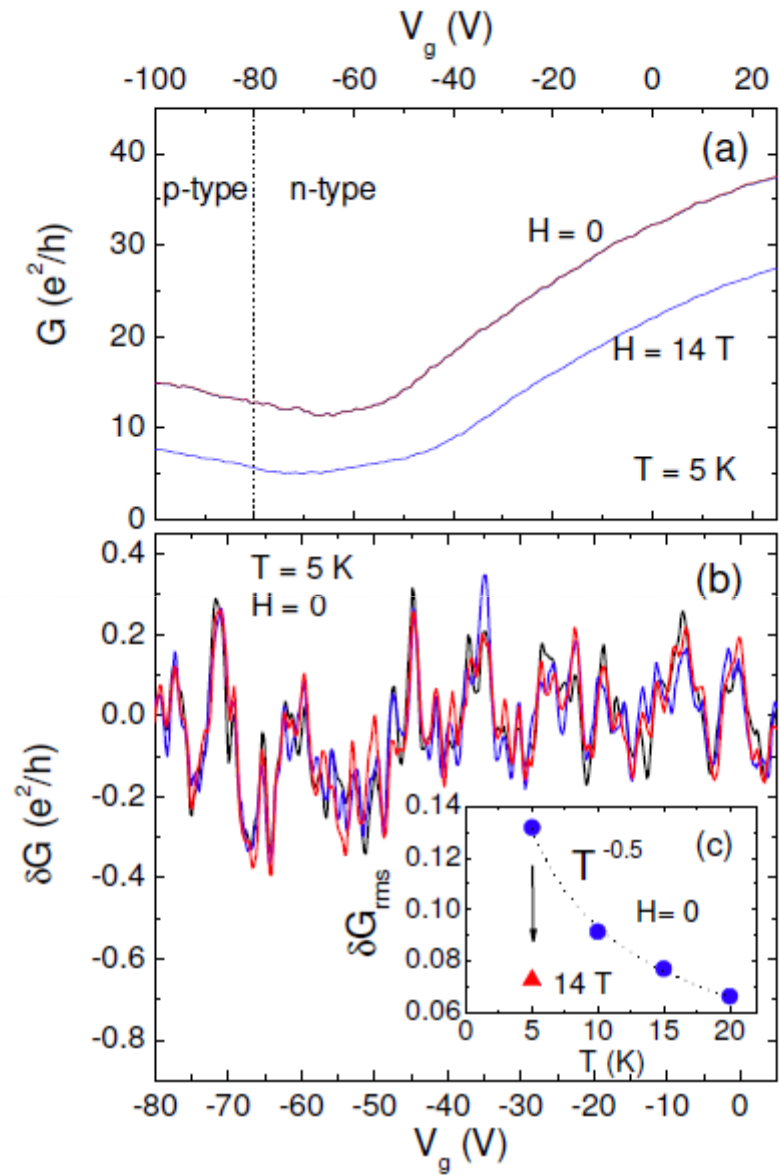 V_g (V)
-100 -80 -60 -40 -20 0 20
(a)
40
p-type n-type
H = 0
30
G (e²/h)
20
H = 14 T
10
T = 5 K
0
0.4
T = 5 K
(b)
H = 0
0.2
0.0
-0.2
δG (e²/h)
-0.4
-0.6
-0.8
0.14
(c)
T^-0.5
0.12
δG_rms
H= 0
0.10
0.08
14 T
0.06
0 5 10 15 20
T (K)
-80 -70 -60 -50 -40 -30 -20 -10 0
V_g (V)